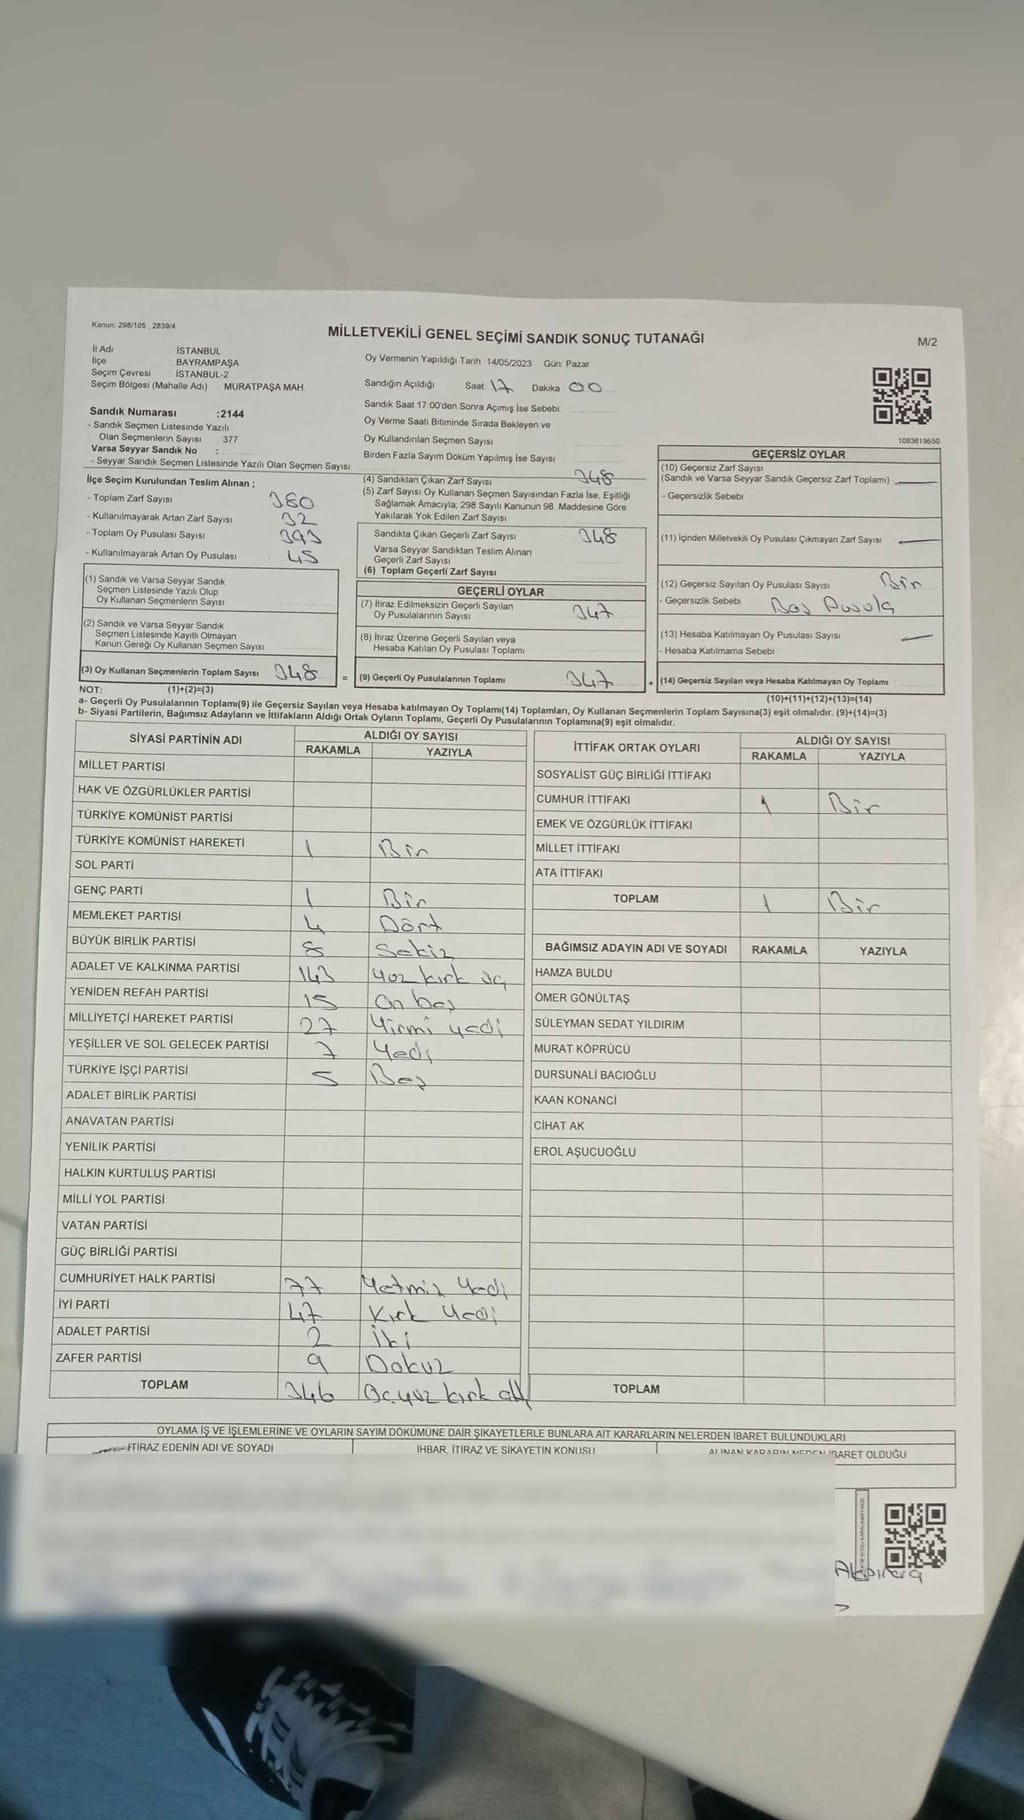 Kanun: 298/105 , 2839/4
MİLLETVEKİLİ GENEL SEÇİMİ SANDIK SONUÇ TUTANAĞI
M/2
İl Adı : İSTANBUL
İlçe : BAYRAMPAŞA
Seçim Çevresi : İSTANBUL-2
Seçim Bölgesi (Mahalle Adı) : MURATPAŞA MAH.
Oy Vermenin Yapıldığı Tarih :14/05/2023 Gün: Pazar
Sandığın Açıldığı Saat: 17 Dakika 00
Sandık Saat 17:00'den Sonra Açılmış İse Sebebi
Oy Verme Saati Bitiminde Sırada Bekleyen ve
Oy Kullandırılan Seçmen Sayısı
Birden Fazla Sayım Döküm Yapılmış İse Sayısı
Sandık Numarası :2144
- Sandık Seçmen Listesinde Yazılı
Olan Seçmenlerin Sayısı : 377
Varsa Seyyar Sandık No :
- Seyyar Sandık Seçmen Listesinde Yazılı Olan Seçmen Sayısı
İlçe Seçim Kurulundan Teslim Alınan ;
- Toplam Zarf Sayısı 380
- Kullanılmayarak Artan Zarf Sayısı 32
- Toplam Oy Pusulası Sayısı 393
- Kullanılmayarak Artan Oy Pusulası 45
(1) Sandık ve Varsa Seyyar Sandık
Seçmen Listesinde Yazılı Olup
Oy Kullanan Seçmenlerin Sayısı
(2) Sandık ve Varsa Seyyar Sandık
Seçmen Listesinde Kayıtlı Olmayan
Kanun Gereği Oy Kullanan Seçmen Sayısı
(3) Oy Kullanan Seçmenlerin Toplam Sayısı 348
(1)+(2)=(3)
(4) Sandıktan Çıkan Zarf Sayısı 348
(5) Zarf Sayısı Oy Kullanan Seçmen Sayısından Fazla İse, Eşitliği
Sağlamak Amacıyla; 298 Sayılı Kanunun 98. Maddesine Göre
Yakılarak Yok Edilen Zarf Sayısı
Sandıkta Çıkan Geçerli Zarf Sayısı 348
Varsa Seyyar Sandıktan Teslim Alınan
Geçerli Zarf Sayısı
(6) Toplam Geçerli Zarf Sayısı
GEÇERLİ OYLAR
(7) İtiraz Edilmeksizin Geçerli Sayılan
Oy Pusulalarının Sayısı 347
(8) İtiraz Üzerine Geçerli Sayılan veya
Hesaba Katılan Oy Pusulası Toplamı
= (9) Geçerli Oy Pusulalarının Toplamı 347
1083619650
GEÇERSİZ OYLAR
(10) Geçersiz Zarf Sayısı
(Sandık ve Varsa Seyyar Sandık Geçersiz Zarf Toplamı) —
- Geçersizlik Sebebi
(11) İçinden Milletvekili Oy Pusulası Çıkmayan Zarf Sayısı —
(12) Geçersiz Sayılan Oy Pusulası Sayısı Bir
- Geçersizlik Sebebi Boş Pusula
(13) Hesaba Katılmayan Oy Pusulası Sayısı —
- Hesaba Katılmama Sebebi
+ (14) Geçersiz Sayılan veya Hesaba Katılmayan Oy Toplamı
(10)+(11)+(12)+(13)=(14)
NOT:
a- Geçerli Oy Pusulalarının Toplamı(9) ile Geçersiz Sayılan veya Hesaba katılmayan Oy Toplamı(14) Toplamları, Oy Kullanan Seçmenlerin Toplam Sayısına(3) eşit olmalıdır. (9)+(14)=(3)
b- Siyasi Partilerin, Bağımsız Adayların ve İttifakların Aldığı Ortak Oyların Toplamı, Geçerli Oy Pusulalarının Toplamına(9) eşit olmalıdır.
SİYASİ PARTİNİN ADI ALDIĞI OY SAYISI
RAKAMLA YAZIYLA
MİLLET PARTİSİ
HAK VE ÖZGÜRLÜKLER PARTİSİ
TÜRKİYE KOMÜNİST PARTİSİ
TÜRKİYE KOMÜNİST HAREKETİ 1 Bir
SOL PARTİ
GENÇ PARTİ 1 Bir
MEMLEKET PARTİSİ 4 Dört
BÜYÜK BİRLİK PARTİSİ 8 Sekiz
ADALET VE KALKINMA PARTİSİ 143 Yüz kırk üç
YENİDEN REFAH PARTİSİ 15 On beş
MİLLİYETÇİ HAREKET PARTİSİ 27 Yirmi yedi
YEŞİLLER VE SOL GELECEK PARTİSİ 7 Yedi
TÜRKİYE İŞÇİ PARTİSİ 5 Beş
ADALET BİRLİK PARTİSİ
ANAVATAN PARTİSİ
YENİLİK PARTİSİ
HALKIN KURTULUŞ PARTİSİ
MİLLİ YOL PARTİSİ
VATAN PARTİSİ
GÜÇ BİRLİĞİ PARTİSİ
CUMHURİYET HALK PARTİSİ 77 Yetmiş Yedi
İYİ PARTİ 47 Kırk Yedi
ADALET PARTİSİ 2 İki
ZAFER PARTİSİ 9 Dokuz
TOPLAM 346 Üçyüz kırk altı
İTTİFAK ORTAK OYLARI ALDIĞI OY SAYISI
RAKAMLA YAZIYLA
SOSYALİST GÜÇ BİRLİĞİ İTTİFAKI
CUMHUR İTTİFAKI 1 Bir
EMEK VE ÖZGÜRLÜK İTTİFAKI
MİLLET İTTİFAKI
ATA İTTİFAKI
TOPLAM 1 Bir
BAĞIMSIZ ADAYIN ADI VE SOYADI RAKAMLA YAZIYLA
HAMZA BULDU
ÖMER GÖNÜLTAŞ
SÜLEYMAN SEDAT YILDIRIM
MURAT KÖPRÜCÜ
DURSUNALİ BACIOĞLU
KAAN KONANCİ
CİHAT AK
EROL AŞUCUOĞLU
TOPLAM
OYLAMA İŞ VE İŞLEMLERİNE VE OYLARIN SAYIM DÖKÜMÜNE DAİR ŞİKAYETLERLE BUNLARA AİT KARARLARIN NELERDEN İBARET BULUNDUKLARI
İTİRAZ EDENİN ADI VE SOYADI İHBAR, İTİRAZ VE ŞİKAYETİN KONUSU ALINAN KARARIN NEDEN İBARET OLDUĞU